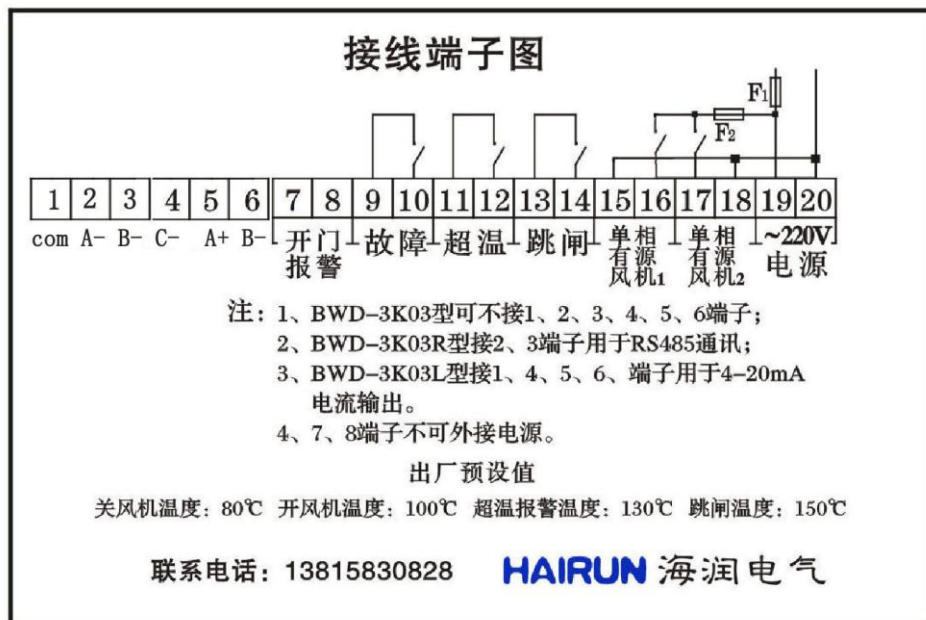 接线端子图
F1
F2
1 2 3 4 5 6 7 8 9 10 11 12 13 14 15 16 17 18 19 20
com A- B- C- A+ B- 开门报警 故障 超温 跳闸 单相有源风机1 单相有源风机2 ~220V电源
注：1、BWD-3K03型可不接1、2、3、4、5、6端子；
2、BWD-3K03R型接2、3端子用于RS485通讯；
3、BWD-3K03L型接1、4、5、6、端子用于4-20mA
电流输出。
4、7、8端子不可外接电源。
出厂预设值
关风机温度：80℃ 开风机温度：100℃ 超温报警温度：130℃ 跳闸温度：150℃
联系电话：13815830828 HAIRUN 海润电气